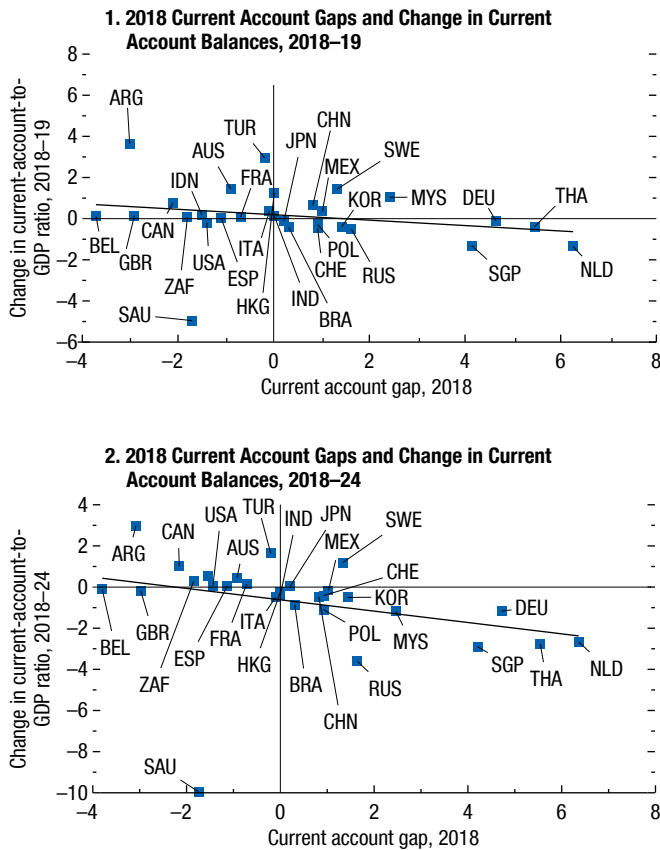 1. 2018 Current Account Gaps and Change in Current
Account Balances, 2018–19
Change in current-account-to-
GDP ratio, 2018–19
8
6
4
2
0
–2
–4
–6
ARG
TUR
AUS
IDN
FRA
JPN
CHN
MEX
SWE
KOR
MYS
DEU
THA
BEL
GBR
CAN
ZAF
USA
ESP
ITA
HKG
IND
BRA
POL
CHE
RUS
SGP
NLD
SAU
–4
–2
0
2
4
6
8
Current account gap, 2018
2. 2018 Current Account Gaps and Change in Current
Account Balances, 2018–24
Change in current-account-to-
GDP ratio, 2018–24
4
2
0
–2
–4
–6
–8
–10
ARG
CAN
USA
TUR
AUS
IND
JPN
MEX
SWE
CHE
KOR
DEU
BEL
GBR
ZAF
ESP
FRA
ITA
HKG
BRA
POL
CHN
MYS
RUS
SGP
THA
NLD
SAU
–4
–2
0
2
4
6
8
Current account gap, 2018